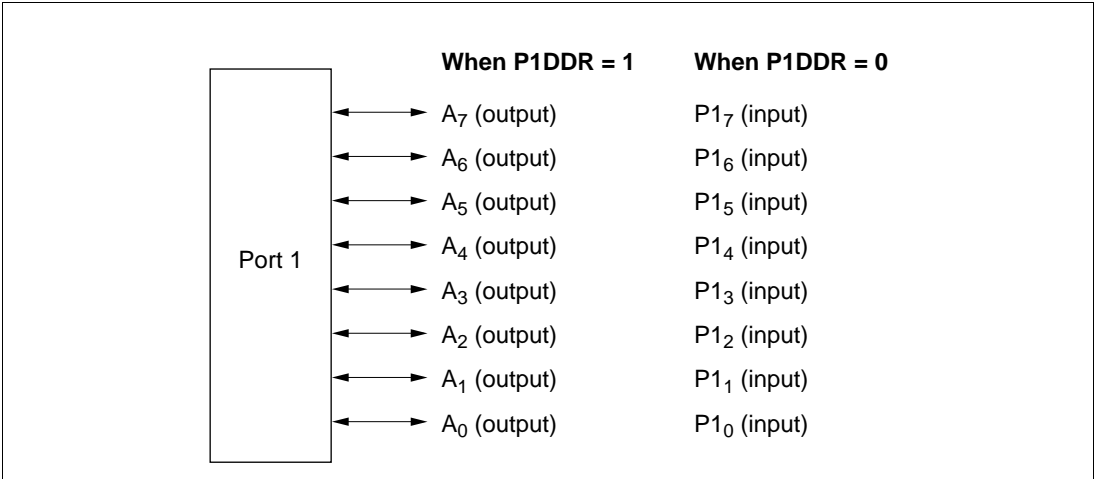 When P1DDR = 1 When P1DDR = 0
A7 (output) P17 (input)
A6 (output) P16 (input)
A5 (output) P15 (input)
A4 (output) P14 (input)
Port 1
A3 (output) P13 (input)
A2 (output) P12 (input)
A1 (output) P11 (input)
A0 (output) P10 (input)